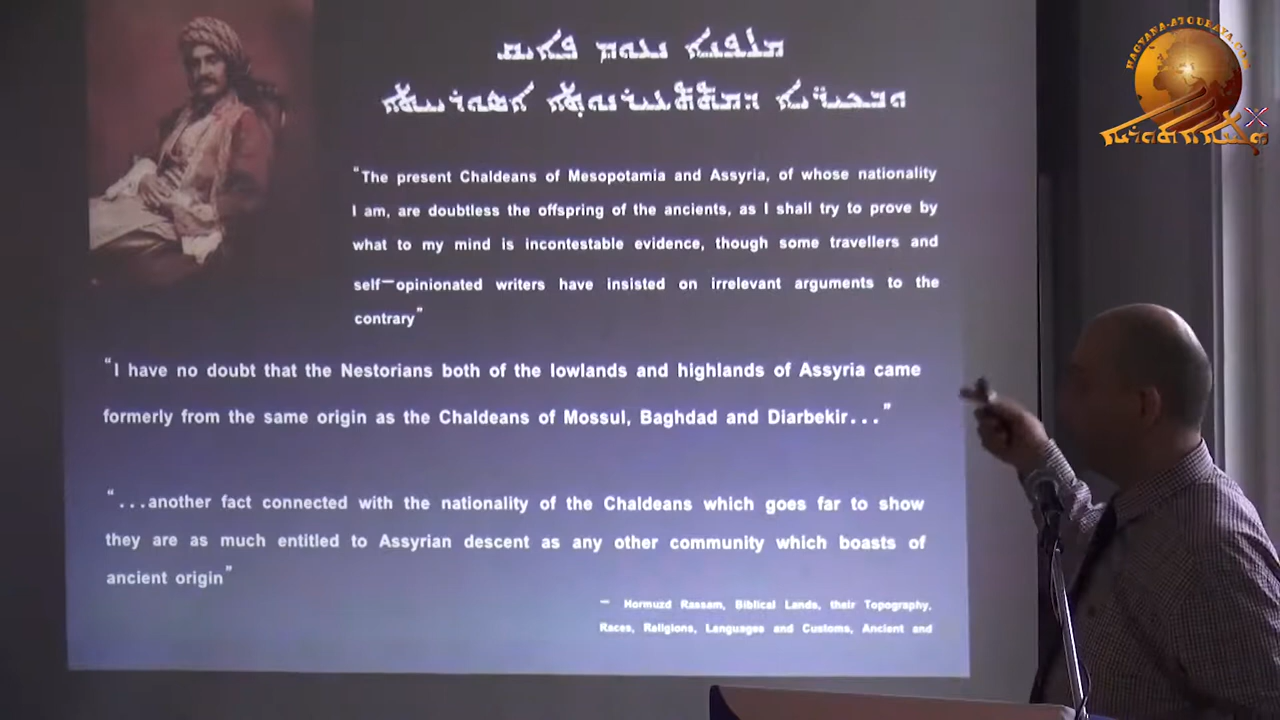 “The present Chaldeans of Mesopotamia and Assyria, of whose nationality
I am, are doubtless the offspring of the ancients, as I shall try to prove by
what to my mind is incontestable evidence, though some travellers and
self–opinionated writers have insisted on irrelevant arguments to the
contrary”
“I have no doubt that the Nestorians both of the lowlands and highlands of Assyria came
formerly from the same origin as the Chaldeans of Mossul, Baghdad and Diarbekir...”
“...another fact connected with the nationality of the Chaldeans which goes far to show
they are as much entitled to Assyrian descent as any other community which boasts of
ancient origin”
– Hormuzd Rassam, Biblical Lands, their Topography,
Races, Religions, Languages and Customs, Ancient and